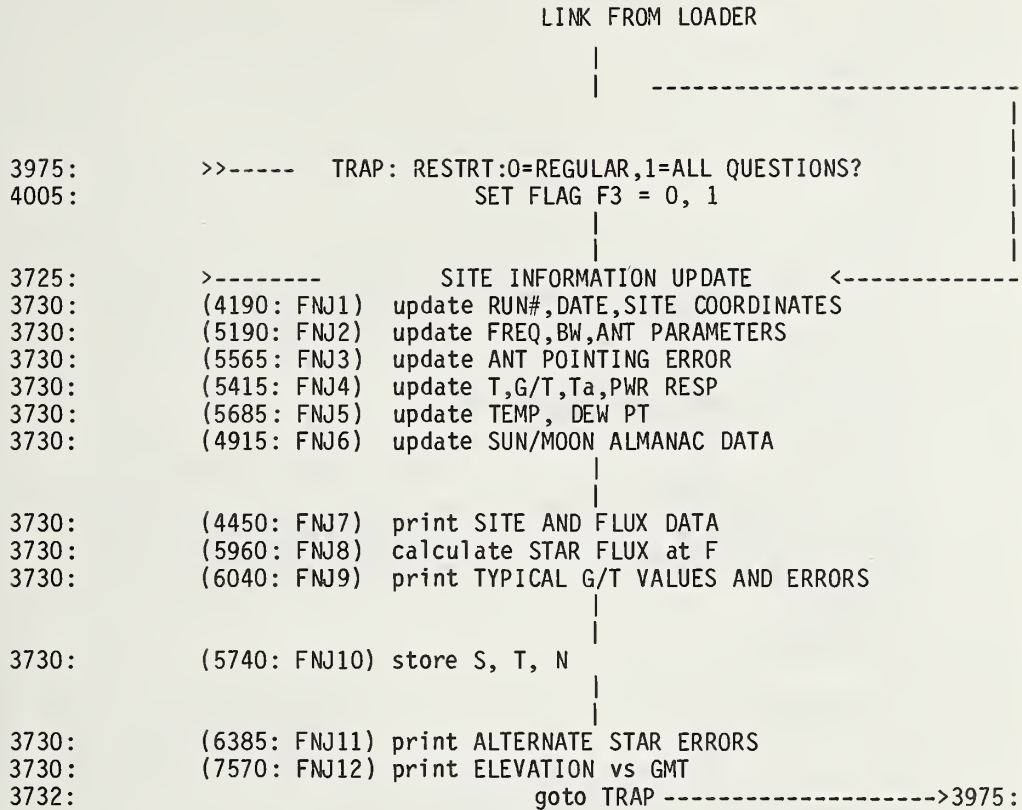 LINK FROM LOADER
3975: >>----- TRAP: RESTRT:0=REGULAR,1=ALL QUESTIONS?
4005: SET FLAG F3 = 0, 1
3725: >-------- SITE INFORMATION UPDATE <-------------
3730: (4190: FNJ1) update RUN#,DATE,SITE COORDINATES
3730: (5190: FNJ2) update FREQ,BW,ANT PARAMETERS
3730: (5565: FNJ3) update ANT POINTING ERROR
3730: (5415: FNJ4) update T,G/T,Ta,PWR RESP
3730: (5685: FNJ5) update TEMP, DEW PT
3730: (4915: FNJ6) update SUN/MOON ALMANAC DATA
3730: (4450: FNJ7) print SITE AND FLUX DATA
3730: (5960: FNJ8) calculate STAR FLUX at F
3730: (6040: FNJ9) print TYPICAL G/T VALUES AND ERRORS
3730: (5740: FNJ10) store S, T, N
3730: (6385: FNJ11) print ALTERNATE STAR ERRORS
3730: (7570: FNJ12) print ELEVATION vs GMT
3732: goto TRAP -------------------->3975: